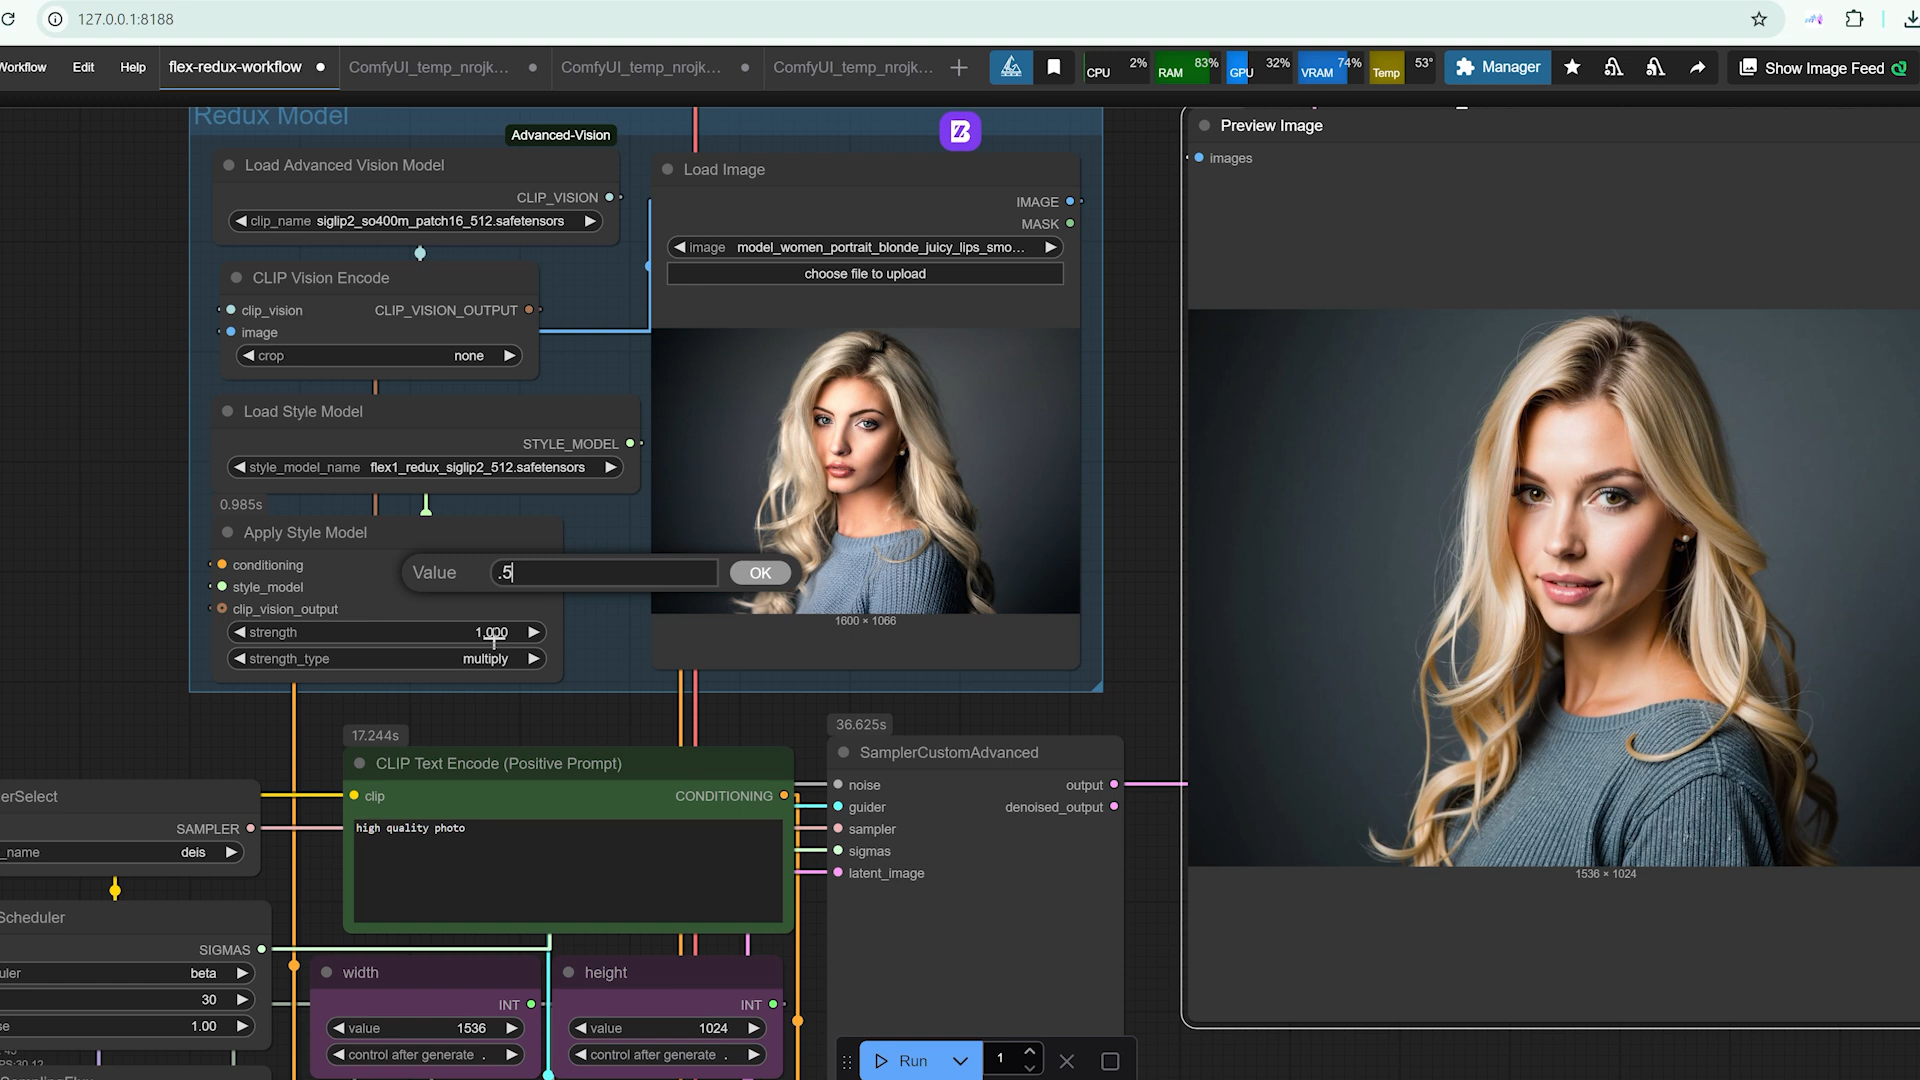 127.0.0.1:8188
Workflow
Edit
Help
flex-redux-workflow
ComfyUI_temp_nrojk...
ComfyUI_temp_nrojk...
ComfyUI_temp_nrojk...
CPU 2%
RAM 83%
GPU 32%
VRAM 74%
Temp 53°
Manager
Show Image Feed
Redux Model
Advanced-Vision
Load Advanced Vision Model
CLIP_VISION
clip_name siglip2_so400m_patch16_512.safetensors
CLIP Vision Encode
clip_vision CLIP_VISION_OUTPUT
image
crop none
Load Style Model
STYLE_MODEL
style_model_name flex1_redux_siglip2_512.safetensors
0.985s
Apply Style Model
conditioning
style_model
clip_vision_output
strength 1.000
strength_type multiply
Value .5 OK
Load Image
IMAGE
MASK
image model_women_portrait_blonde_juicy_lips_smo...
choose file to upload
1600 × 1066
Preview Image
images
1536 × 1024
17.244s
CLIP Text Encode (Positive Prompt)
clip CONDITIONING
high quality photo
36.625s
SamplerCustomAdvanced
noise output
guider denoised_output
sampler
sigmas
latent_image
erSelect
SAMPLER
_name deis
Scheduler
SIGMAS
uler beta
30
se 1.00
width
INT
value 1536
control after generate .
height
INT
value 1024
control after generate .
Run
1